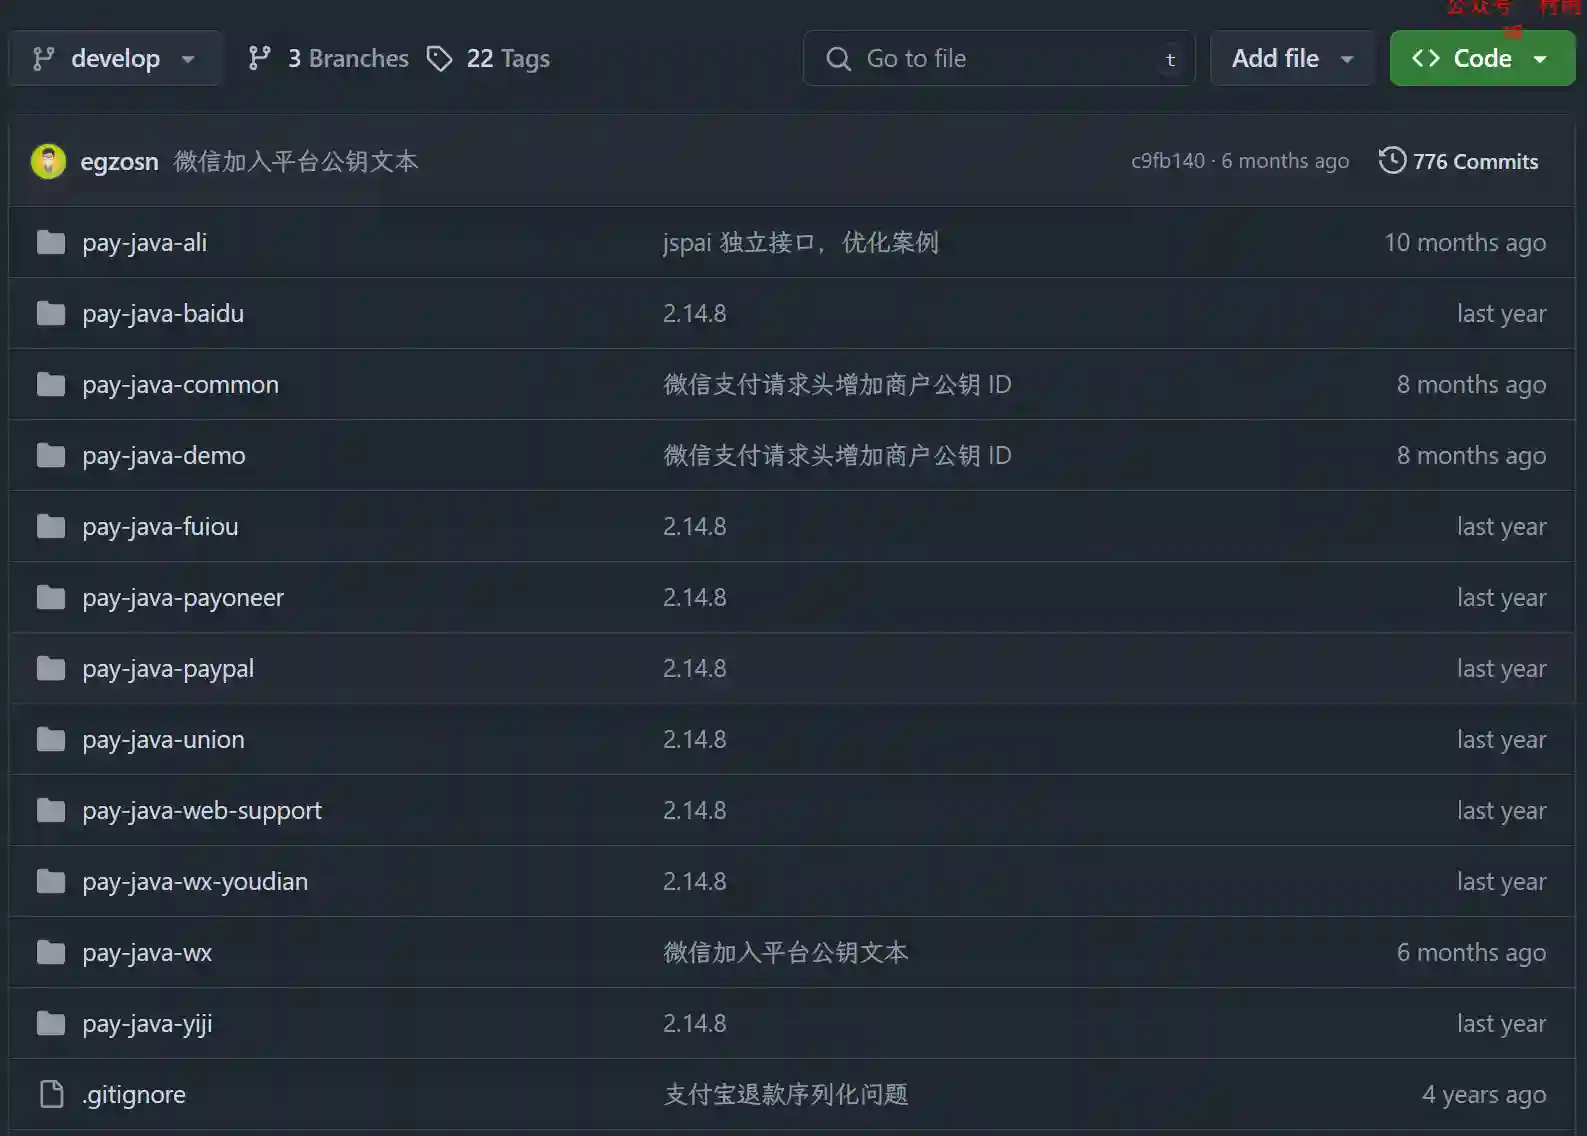 公众号 村雨
develop 3 Branches 22 Tags Go to file t Add file Code
egzosn 微信加入平台公钥文本 c9fb140 · 6 months ago 776 Commits
pay-java-ali jspai 独立接口，优化案例 10 months ago
pay-java-baidu 2.14.8 last year
pay-java-common 微信支付请求头增加商户公钥 ID 8 months ago
pay-java-demo 微信支付请求头增加商户公钥 ID 8 months ago
pay-java-fuiou 2.14.8 last year
pay-java-payoneer 2.14.8 last year
pay-java-paypal 2.14.8 last year
pay-java-union 2.14.8 last year
pay-java-web-support 2.14.8 last year
pay-java-wx-youdian 2.14.8 last year
pay-java-wx 微信加入平台公钥文本 6 months ago
pay-java-yiji 2.14.8 last year
.gitignore 支付宝退款序列化问题 4 years ago